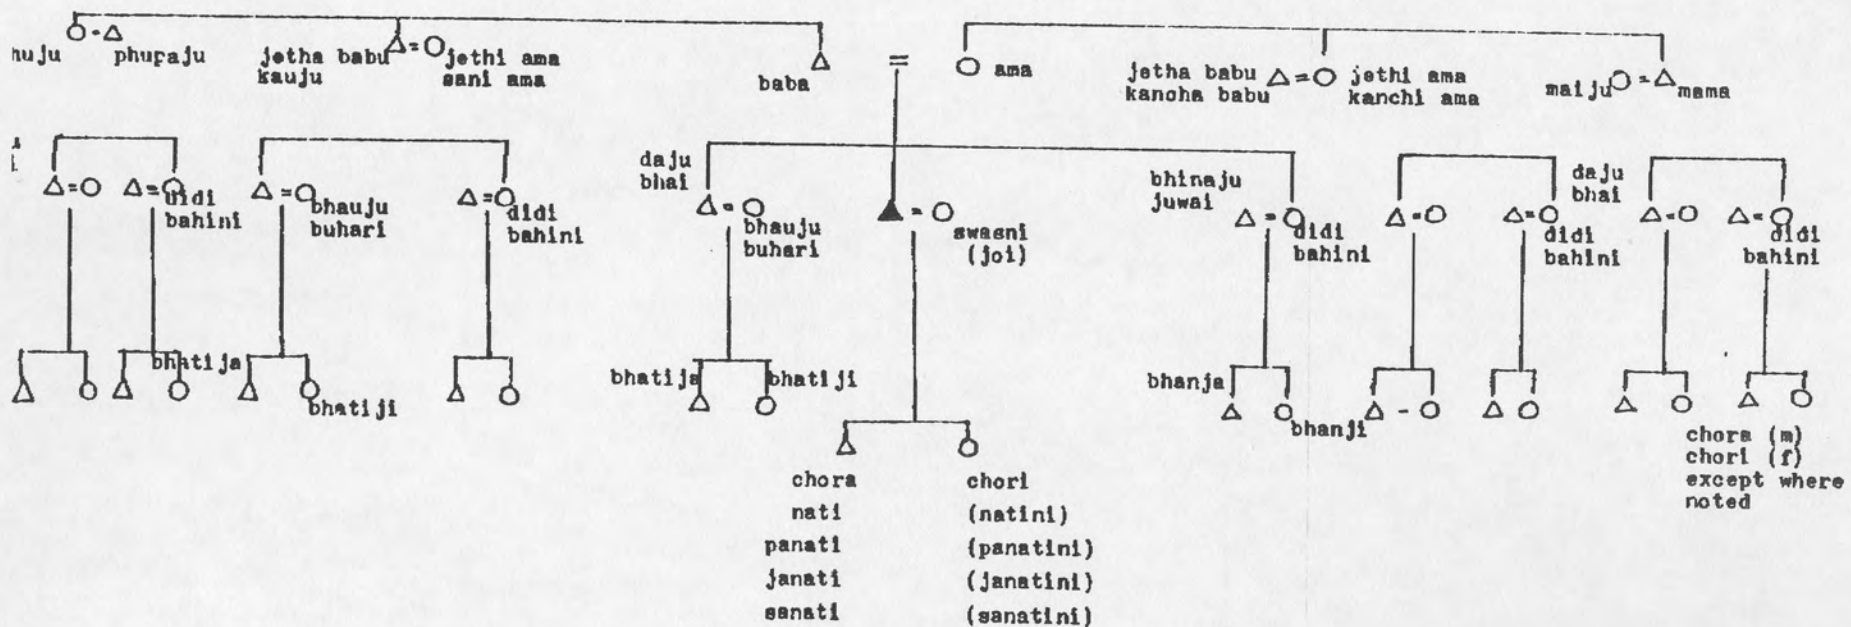 huju
phupaju
jetha babu
kauju
jethi ama
sani ama
baba
ama
jetha babu
kancha babu
jethi ama
kanchi ama
maiju
mama
didi
bahini
bhauju
buhari
didi
bahini
daju
bhai
bhauju
buhari
swasni
(joi)
bhinaju
juwai
didi
bahini
didi
bahini
daju
bhai
didi
bahini
bhatija
bhatiji
bhatija
bhatiji
bhanja
bhanji
chora
chori
nati
(natini)
panati
(panatini)
janati
(janatini)
sanati
(sanatini)
chora (m)
chori (f)
except where
noted